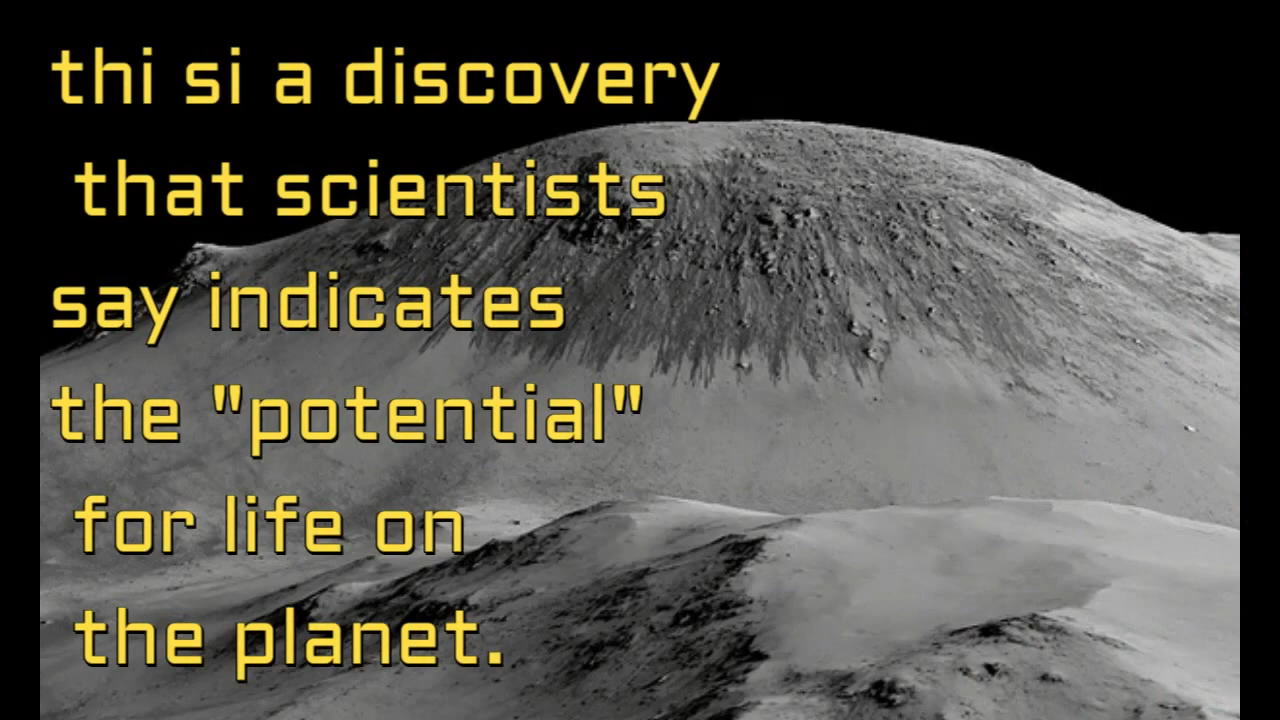 thi si a discovery
that scientists
say indicates
the "potential"
for life on
the planet.